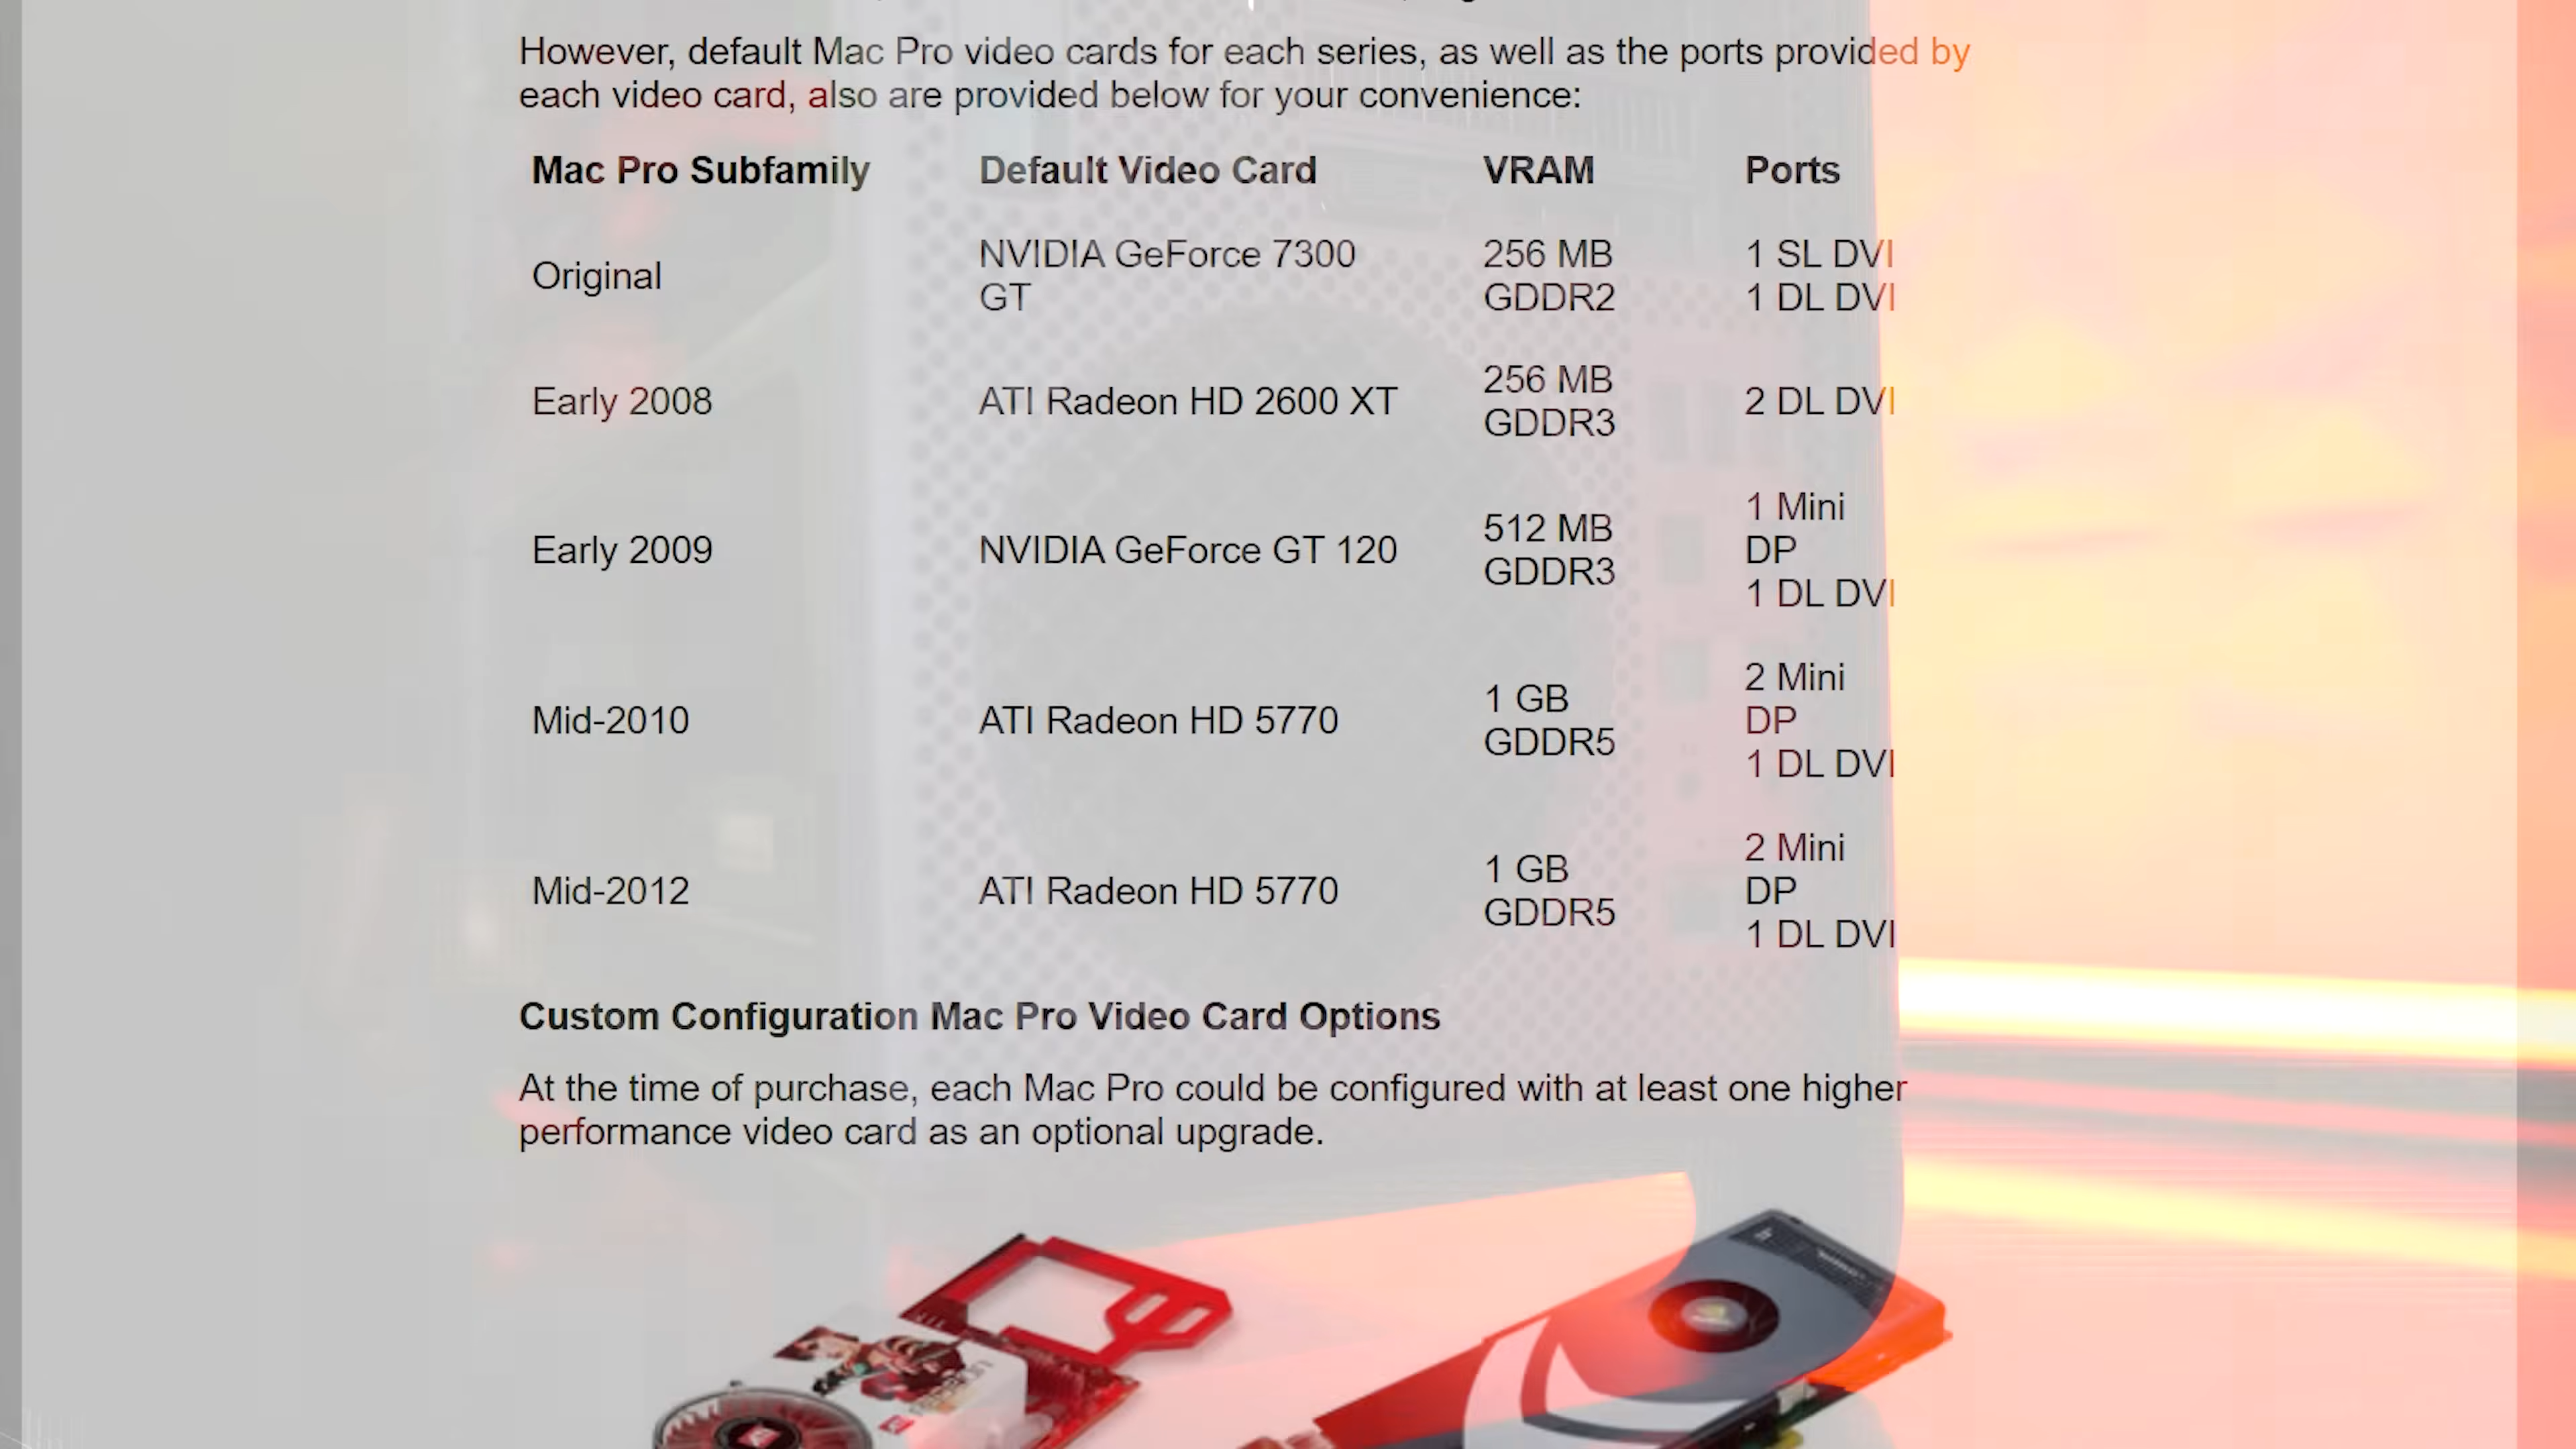 However, default Mac Pro video cards for each series, as well as the ports provided by
each video card, also are provided below for your convenience:
Mac Pro Subfamily Default Video Card VRAM Ports
Original
NVIDIA GeForce 7300
GT
256 MB
GDDR2
1 SL DVI
1 DL DVI
Early 2008
ATI Radeon HD 2600 XT
256 MB
GDDR3
2 DL DVI
Early 2009
NVIDIA GeForce GT 120
512 MB
GDDR3
1 Mini
DP
1 DL DVI
Mid-2010
ATI Radeon HD 5770
1 GB
GDDR5
2 Mini
DP
1 DL DVI
Mid-2012
ATI Radeon HD 5770
1 GB
GDDR5
2 Mini
DP
1 DL DVI
Custom Configuration Mac Pro Video Card Options
At the time of purchase, each Mac Pro could be configured with at least one higher
performance video card as an optional upgrade.